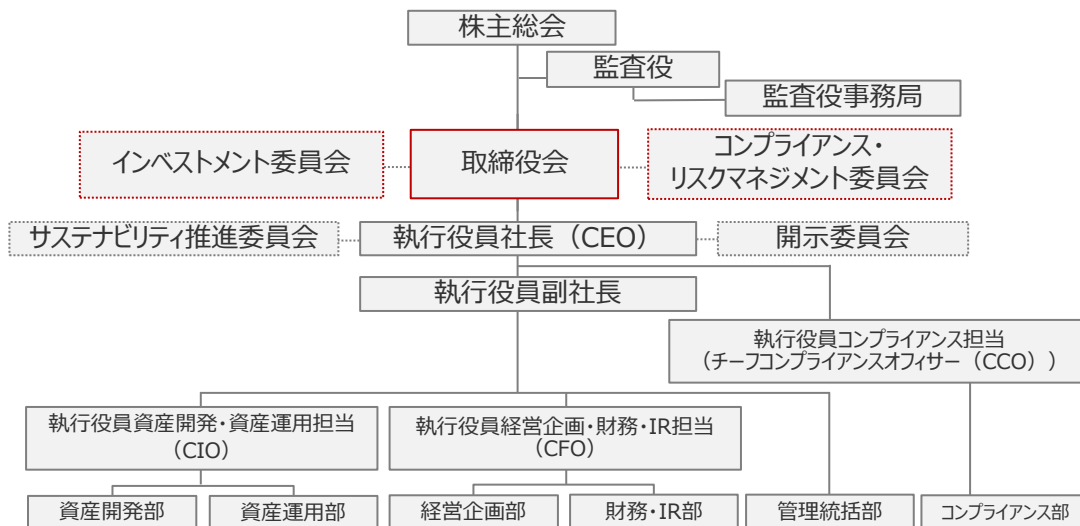 株主総会
監査役
監査役事務局
インベストメント委員会
取締役会
コンプライアンス・
リスクマネジメント委員会
サステナビリティ推進委員会
執行役員社長（CEO）
開示委員会
執行役員副社長
執行役員コンプライアンス担当
（チーフコンプライアンスオフィサー（CCO））
執行役員資産開発・資産運用担当
（CIO）
執行役員経営企画・財務・IR担当
（CFO）
資産開発部
資産運用部
経営企画部
財務・IR部
管理統括部
コンプライアンス部